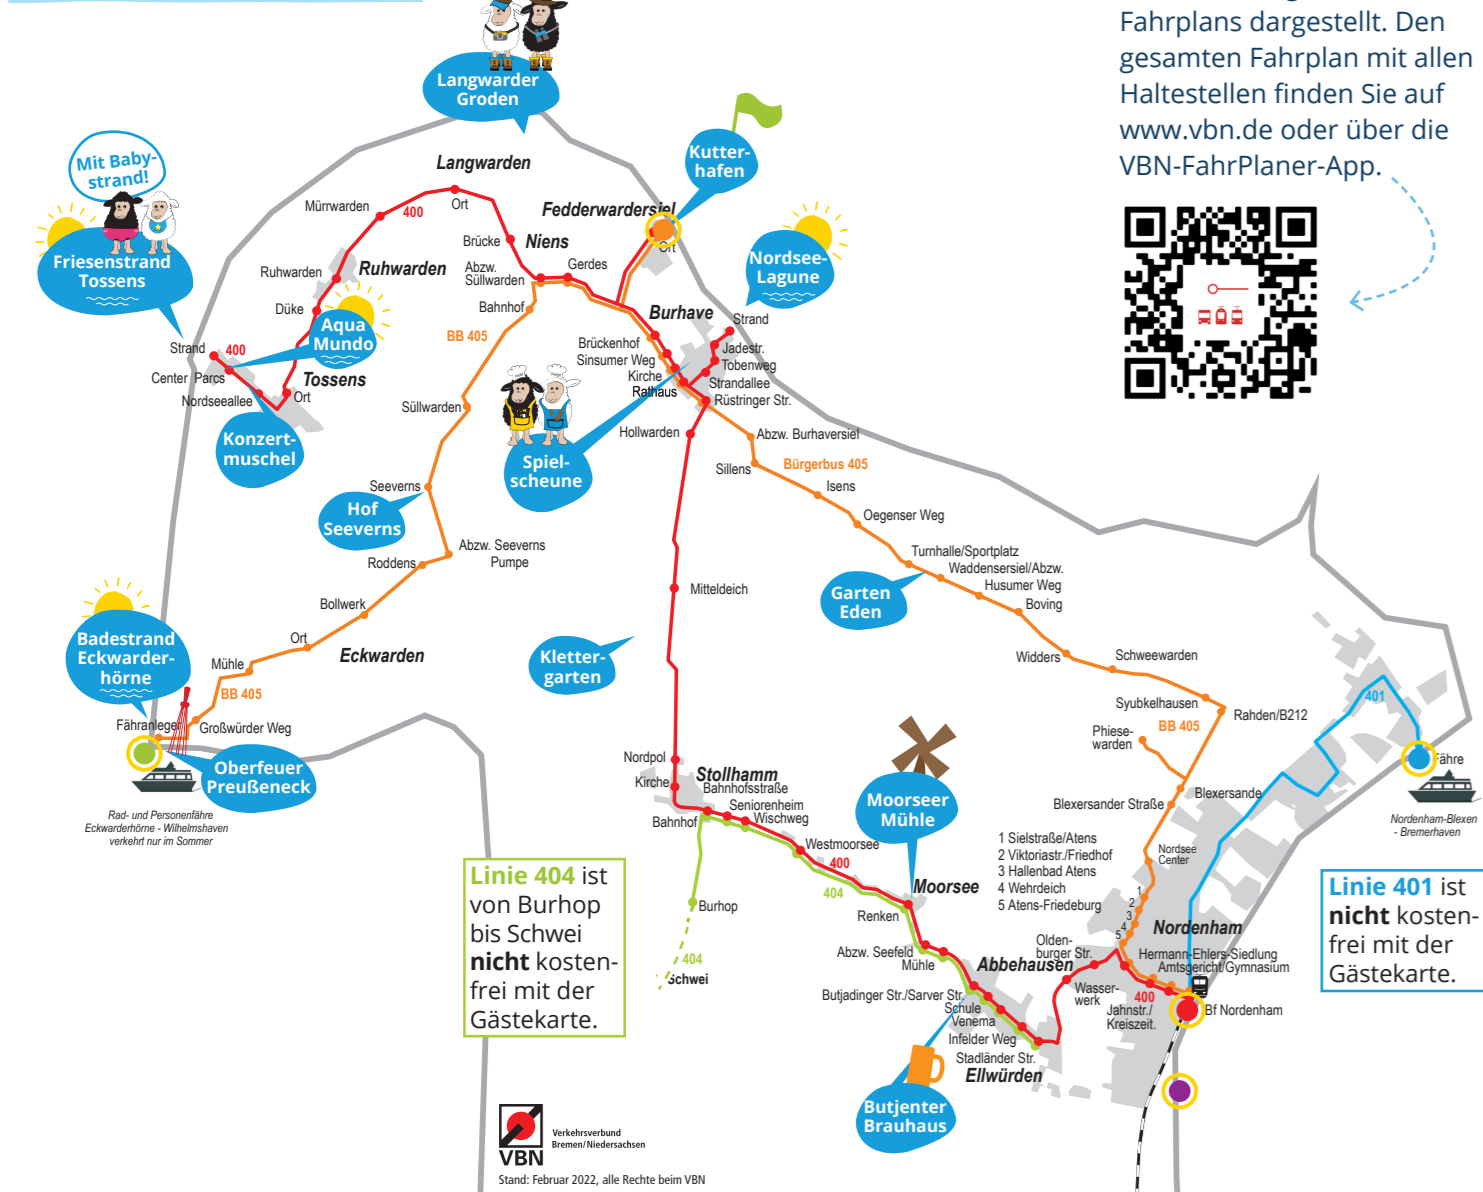 Fahrplans dargestellt. Den
gesamten Fahrplan mit allen
Haltestellen finden Sie auf
www.vbn.de oder über die
VBN-FahrPlaner-App.
Langwarder
Groden
Kutter-
hafen
Mit Baby-
strand!
Langwarden
Mürrwarden
400
Ort
Fedderwardersiel
Ort
Brücke
Niens
Friesenstrand
Tossens
Ruhwarden
Ruhwarden
Abzw.
Süllwarden
Gerdes
Nordsee-
Lagune
Düke
Bahnhof
Burhave
Strand
Aqua
Mundo
BB 405
Strand
400
Brückenhof
Jadestr.
Sinsumer Weg
Tobenweg
Center Parcs
Tossens
Kirche
Strandallee
Nordseeallee
Ort
Rathaus
Rüstringer Str.
Süllwarden
Konzert-
muschel
Hollwarden
Abzw. Burhaversiel
Spiel-
scheune
Sillens
Bürgerbus 405
Seeverns
Isens
Hof
Seeverns
Oegenser Weg
Abzw. Seeverns
Pumpe
Turnhalle/Sportplatz
Roddens
Waddensersiel/Abzw.
Husumer Weg
Mitteldeich
Garten
Eden
Bollwerk
Boving
Badestrand
Eckwarder-
hörne
Ort
Eckwarden
Kletter-
garten
Widders
Schweewarden
Mühle
BB 405
Syubkelhausen
401
Fähranleger
Großwürder Weg
Rahden/B212
BB 405
Phiese-
warden
Nordpol
Fähre
Oberfeuer
Preußeneck
Kirche
Stollhamm
Bahnhofsstraße
Moorseer
Mühle
Blexersande
Rad- und Personenfähre
Eckwarderhörne - Wilhelmshaven
verkehrt nur im Sommer
Seniorenheim
Blexersander Straße
Bahnhof
Wischweg
Nordenham-Blexen
- Bremerhaven
Westmoorsee
1 Sielstraße/Atens
2 Viktoriastr./Friedhof
3 Hallenbad Atens
4 Wehrdeich
5 Atens-Friedeburg
Nordsee
Center
400
404
Moorsee
1
2
3
4
5
Linie 404 ist
von Burhop
bis Schwei
nicht kosten-
frei mit der
Gästekarte.
Linie 401 ist
nicht kosten-
frei mit der
Gästekarte.
Burhop
Renken
Nordenham
404
Schwei
Abzw. Seefeld
Mühle
Abbehausen
Olden-
burger Str.
Hermann-Ehlers-Siedlung
Amtsgericht/Gymnasium
Butjadinger Str./Sarver Str.
Wasser-
werk
400
Schule
Venema
Jahnstr./
Kreiszeit.
Bf Nordenham
Infelder Weg
Stadländer Str.
Ellwürden
Butjenter
Brauhaus
VBN
Verkehrsverbund
Bremen/Niedersachsen
Stand: Februar 2022, alle Rechte beim VBN